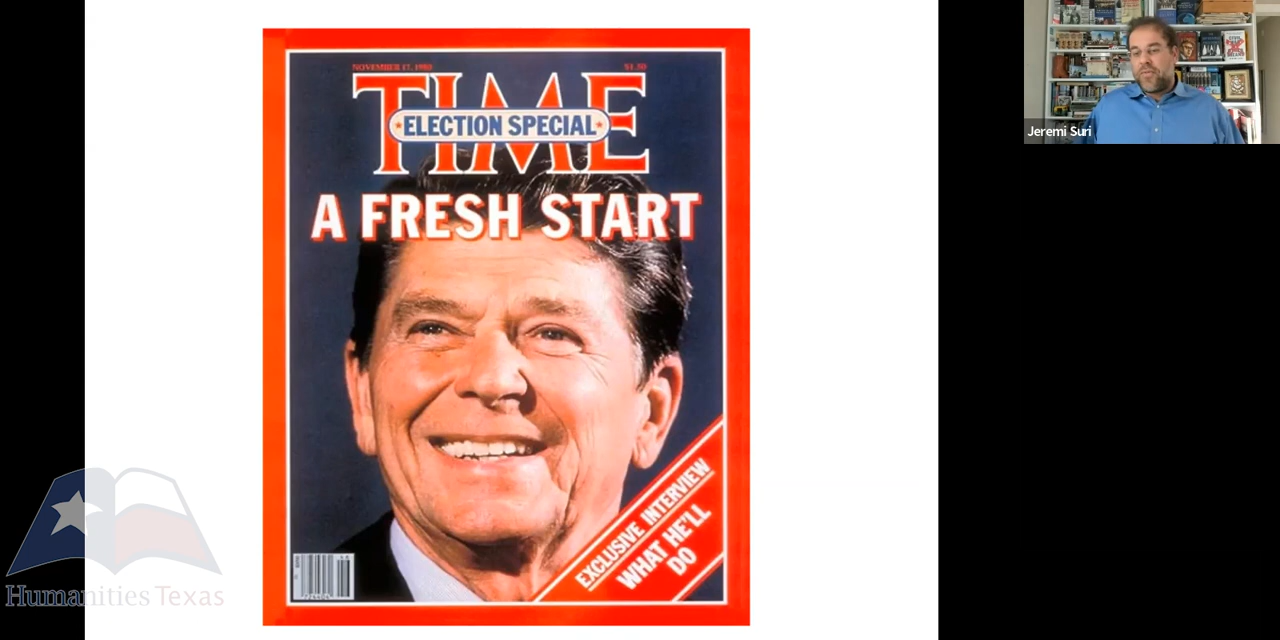 NOVEMBER 17, 1980
$1.50
TIME
ELECTION SPECIAL
A FRESH START
EXCLUSIVE INTERVIEW
WHAT HE'LL
DO
Jeremi Suri
Humanities Texas